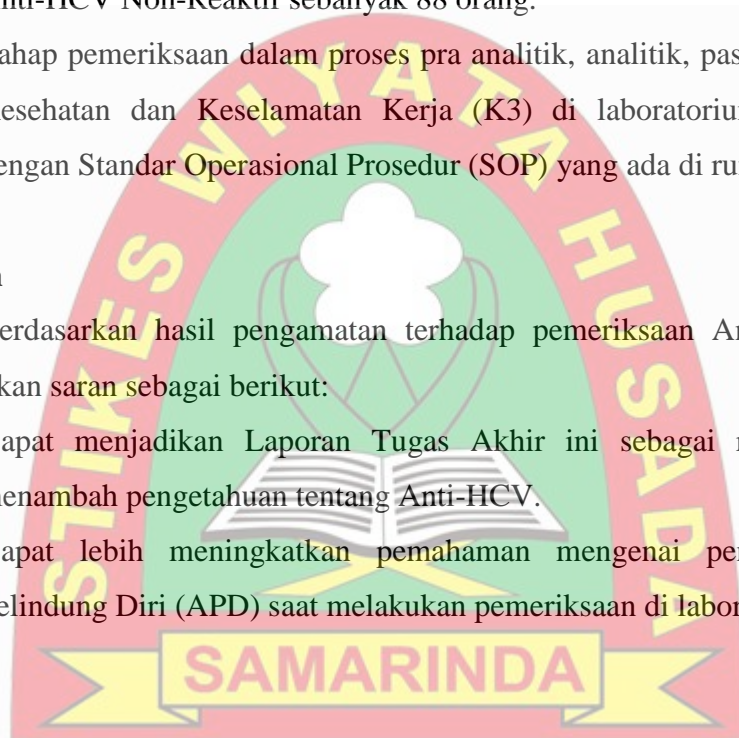 nti-HCV Non-Reaktif sebanyak 88 orang.
ahap pemeriksaan dalam proses pra analitik, analitik, pas
esehatan dan Keselamatan Kerja (K3) di laboratoriu
engan Standar Operasional Prosedur (SOP) yang ada di ru
erdasarkan hasil pengamatan terhadap pemeriksaan An
kan saran sebagai berikut:
apat menjadikan Laporan Tugas Akhir ini sebagai
nenambah pengetahuan tentang Anti-HCV.
apat lebih meningkatkan pemahaman mengenai pe
elindung Diri (APD) saat melakukan pemeriksaan di labor
STIKES WIYATA HUSADA
SAMARINDA